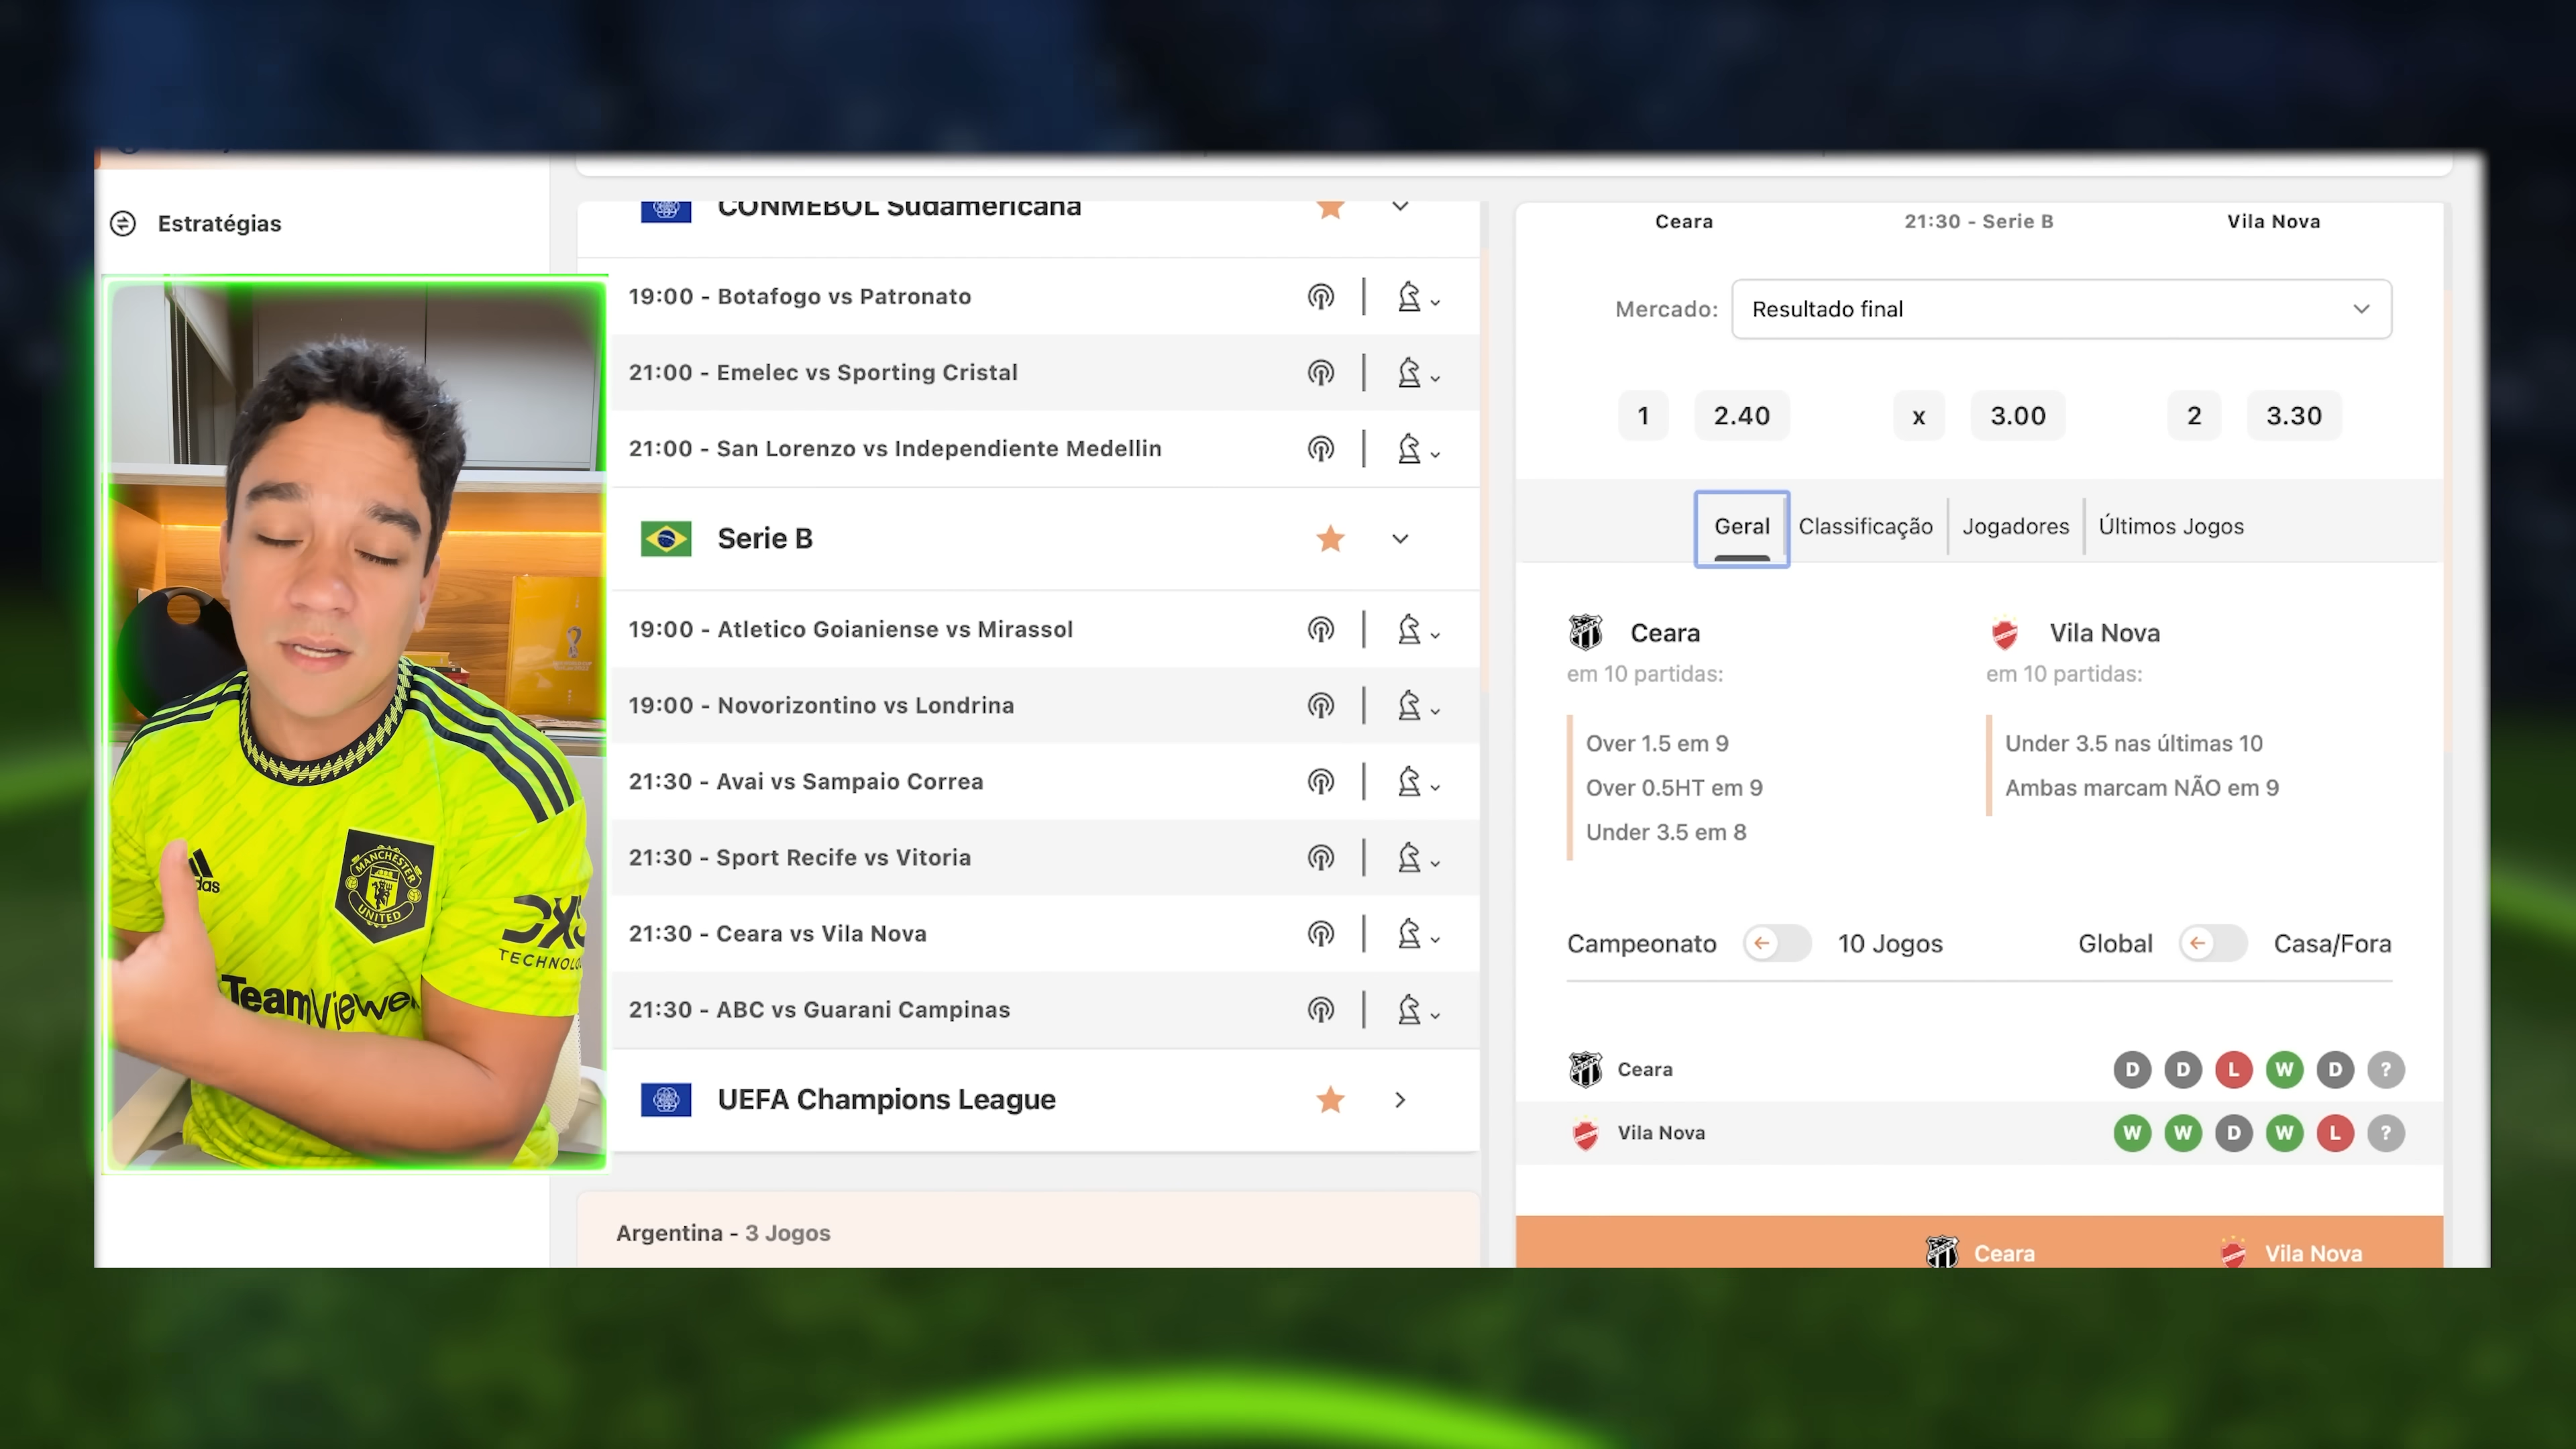 Estratégias
CONMEBOL Sudamericana
19:00 - Botafogo vs Patronato
21:00 - Emelec vs Sporting Cristal
21:00 - San Lorenzo vs Independiente Medellin
Serie B
19:00 - Atletico Goianiense vs Mirassol
19:00 - Novorizontino vs Londrina
21:30 - Avai vs Sampaio Correa
21:30 - Sport Recife vs Vitoria
21:30 - Ceara vs Vila Nova
21:30 - ABC vs Guarani Campinas
UEFA Champions League
Argentina - 3 Jogos
Ceara 21:30 - Serie B Vila Nova
Mercado: Resultado final
1 2.40 x 3.00 2 3.30
Geral Classificação Jogadores Últimos Jogos
Ceara
em 10 partidas:
Over 1.5 em 9
Over 0.5HT em 9
Under 3.5 em 8
Vila Nova
em 10 partidas:
Under 3.5 nas últimas 10
Ambas marcam NÃO em 9
Campeonato 10 Jogos Global Casa/Fora
Ceara D D L W D ?
Vila Nova W W D W L ?
Ceara Vila Nova
MANCHESTER
UNITED
TeamViewer
TECHNOLO